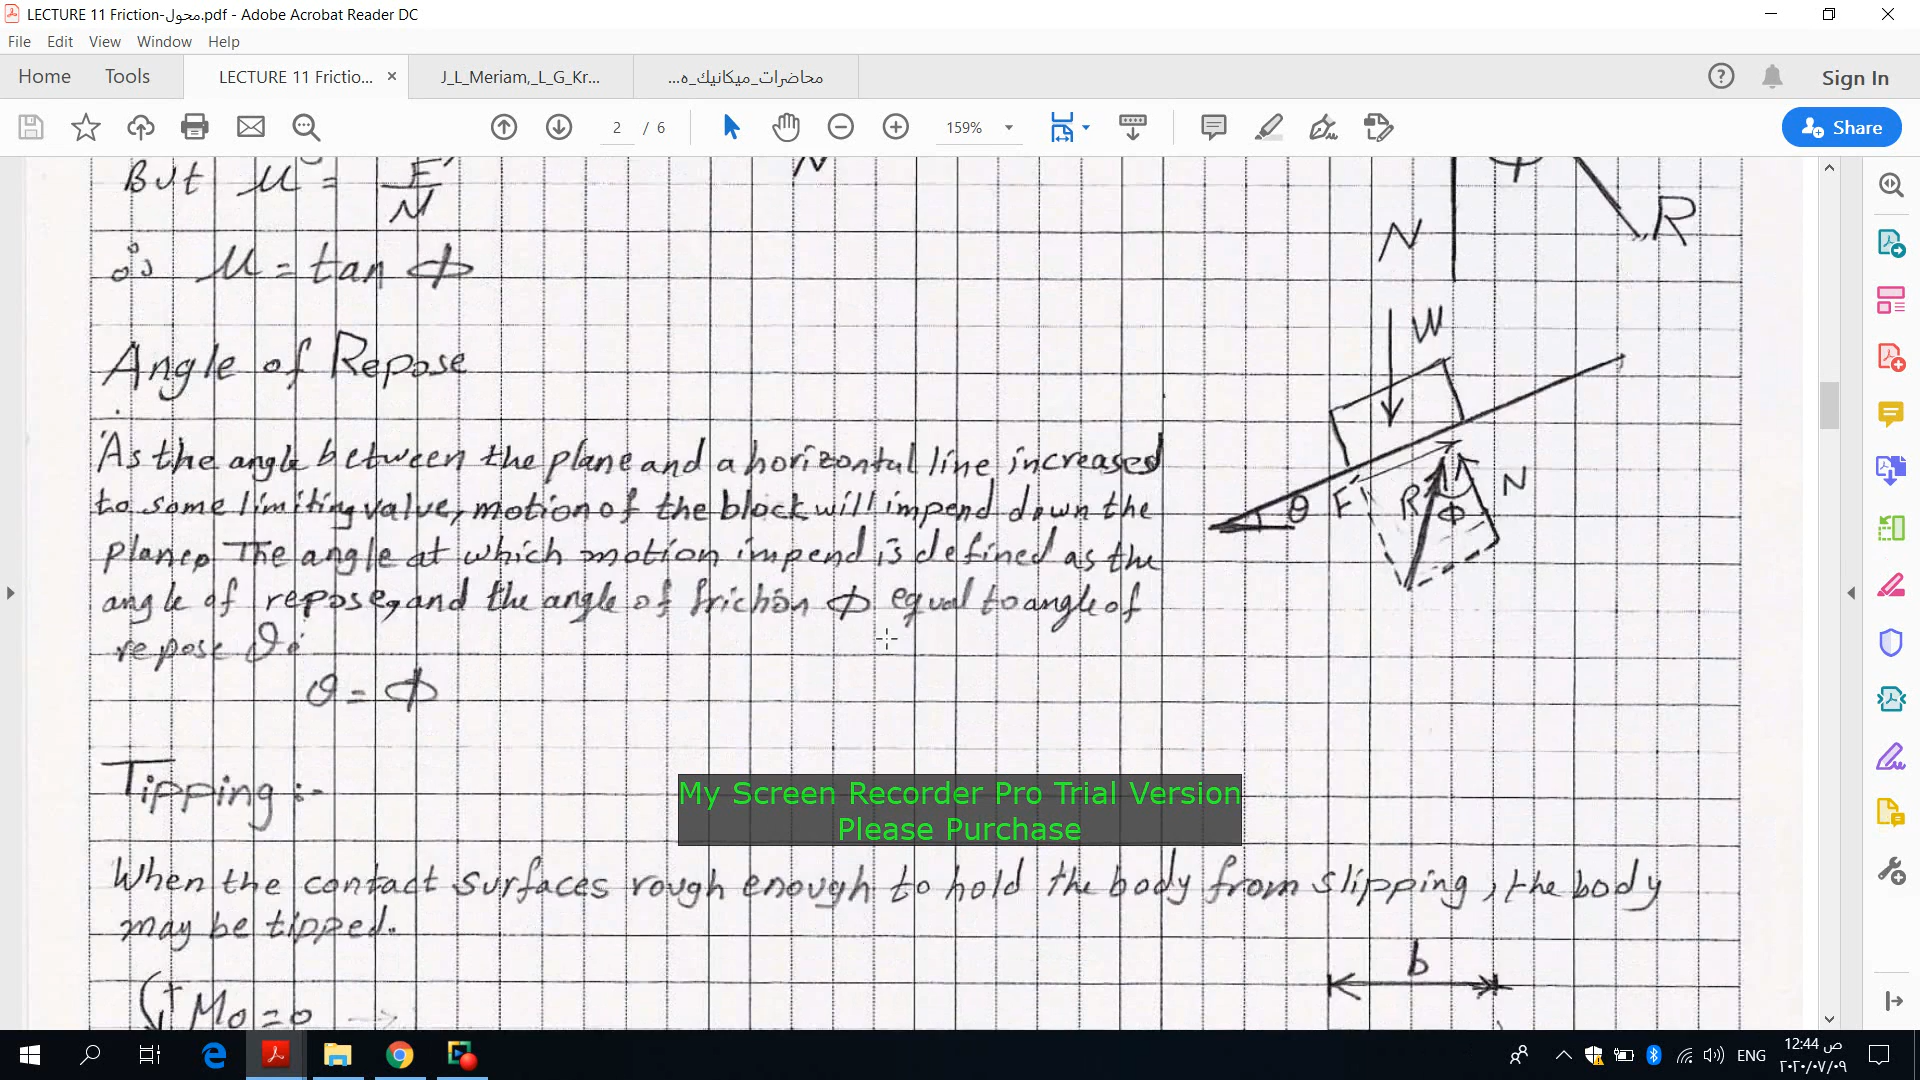 LECTURE 11 Friction-محول.pdf - Adobe Acrobat Reader DC
File Edit View Window Help
Home Tools LECTURE 11 Frictio... × J_L_Meriam,_L_G_Kr... محاضرات_ميكانيك_ه... Sign In
2 / 6 159% Share
But μ = F/N
N
∴ μ = tan Φ
N
R
Angle of Repose
W
As the angle between the plane and a horizontal line increased
to some limiting value, motion of the block will impend down the
plane. The angle at which motion impend is defined as the
angle of repose, and the angle of friction Φ equal to angle of
repose θ.
θ = Φ
θ F R Φ N
Tipping :-
My Screen Recorder Pro Trial Version
Please Purchase
When the contact surfaces rough enough to hold the body from slipping, the body
may be tipped.
b
Mo = 0
ENG
12:44 ص
٢٠٢٠/٠٧/٠٩